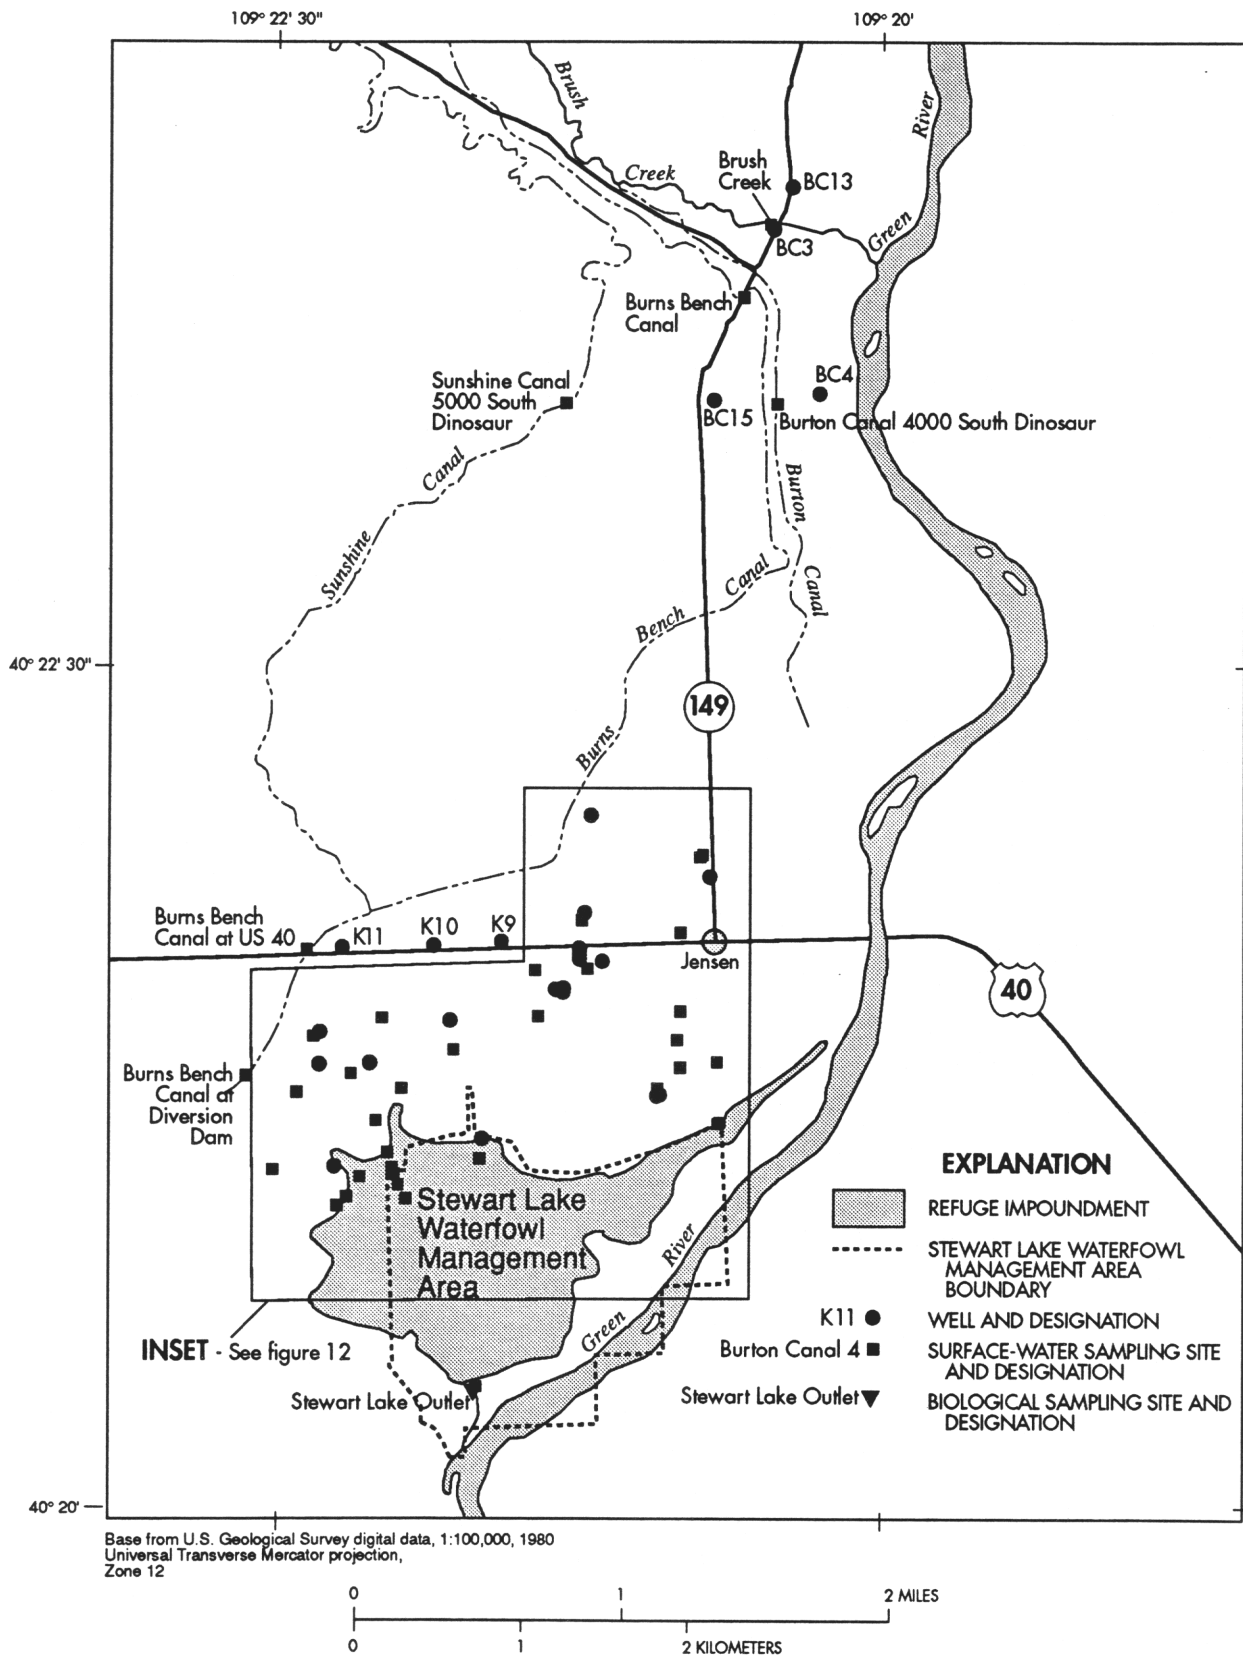 109° 22' 30"
109° 20'
Brush
Creek
River
Green
Brush
Creek
BC13
BC3
Burns Bench
Canal
Sunshine Canal
5000 South
Dinosaur
BC4
BC15
Burton Canal 4000 South Dinosaur
Canal
Sunshine
Burton
Canal
Canal
Bench
Burns
40° 22' 30"
149
Burns Bench
Canal at US 40
K11
K10
K9
Jensen
40
Burns Bench
Canal at
Diversion
Dam
Stewart Lake
Waterfowl
Management
Area
River
Green
INSET - See figure 12
Stewart Lake Outlet
EXPLANATION
REFUGE IMPOUNDMENT
STEWART LAKE WATERFOWL
MANAGEMENT AREA
BOUNDARY
K11
WELL AND DESIGNATION
Burton Canal 4
SURFACE-WATER SAMPLING SITE
AND DESIGNATION
Stewart Lake Outlet
BIOLOGICAL SAMPLING SITE AND
DESIGNATION
40° 20'
Base from U.S. Geological Survey digital data, 1:100,000, 1980
Universal Transverse Mercator projection,
Zone 12
0 1 2 MILES
0 1 2 KILOMETERS